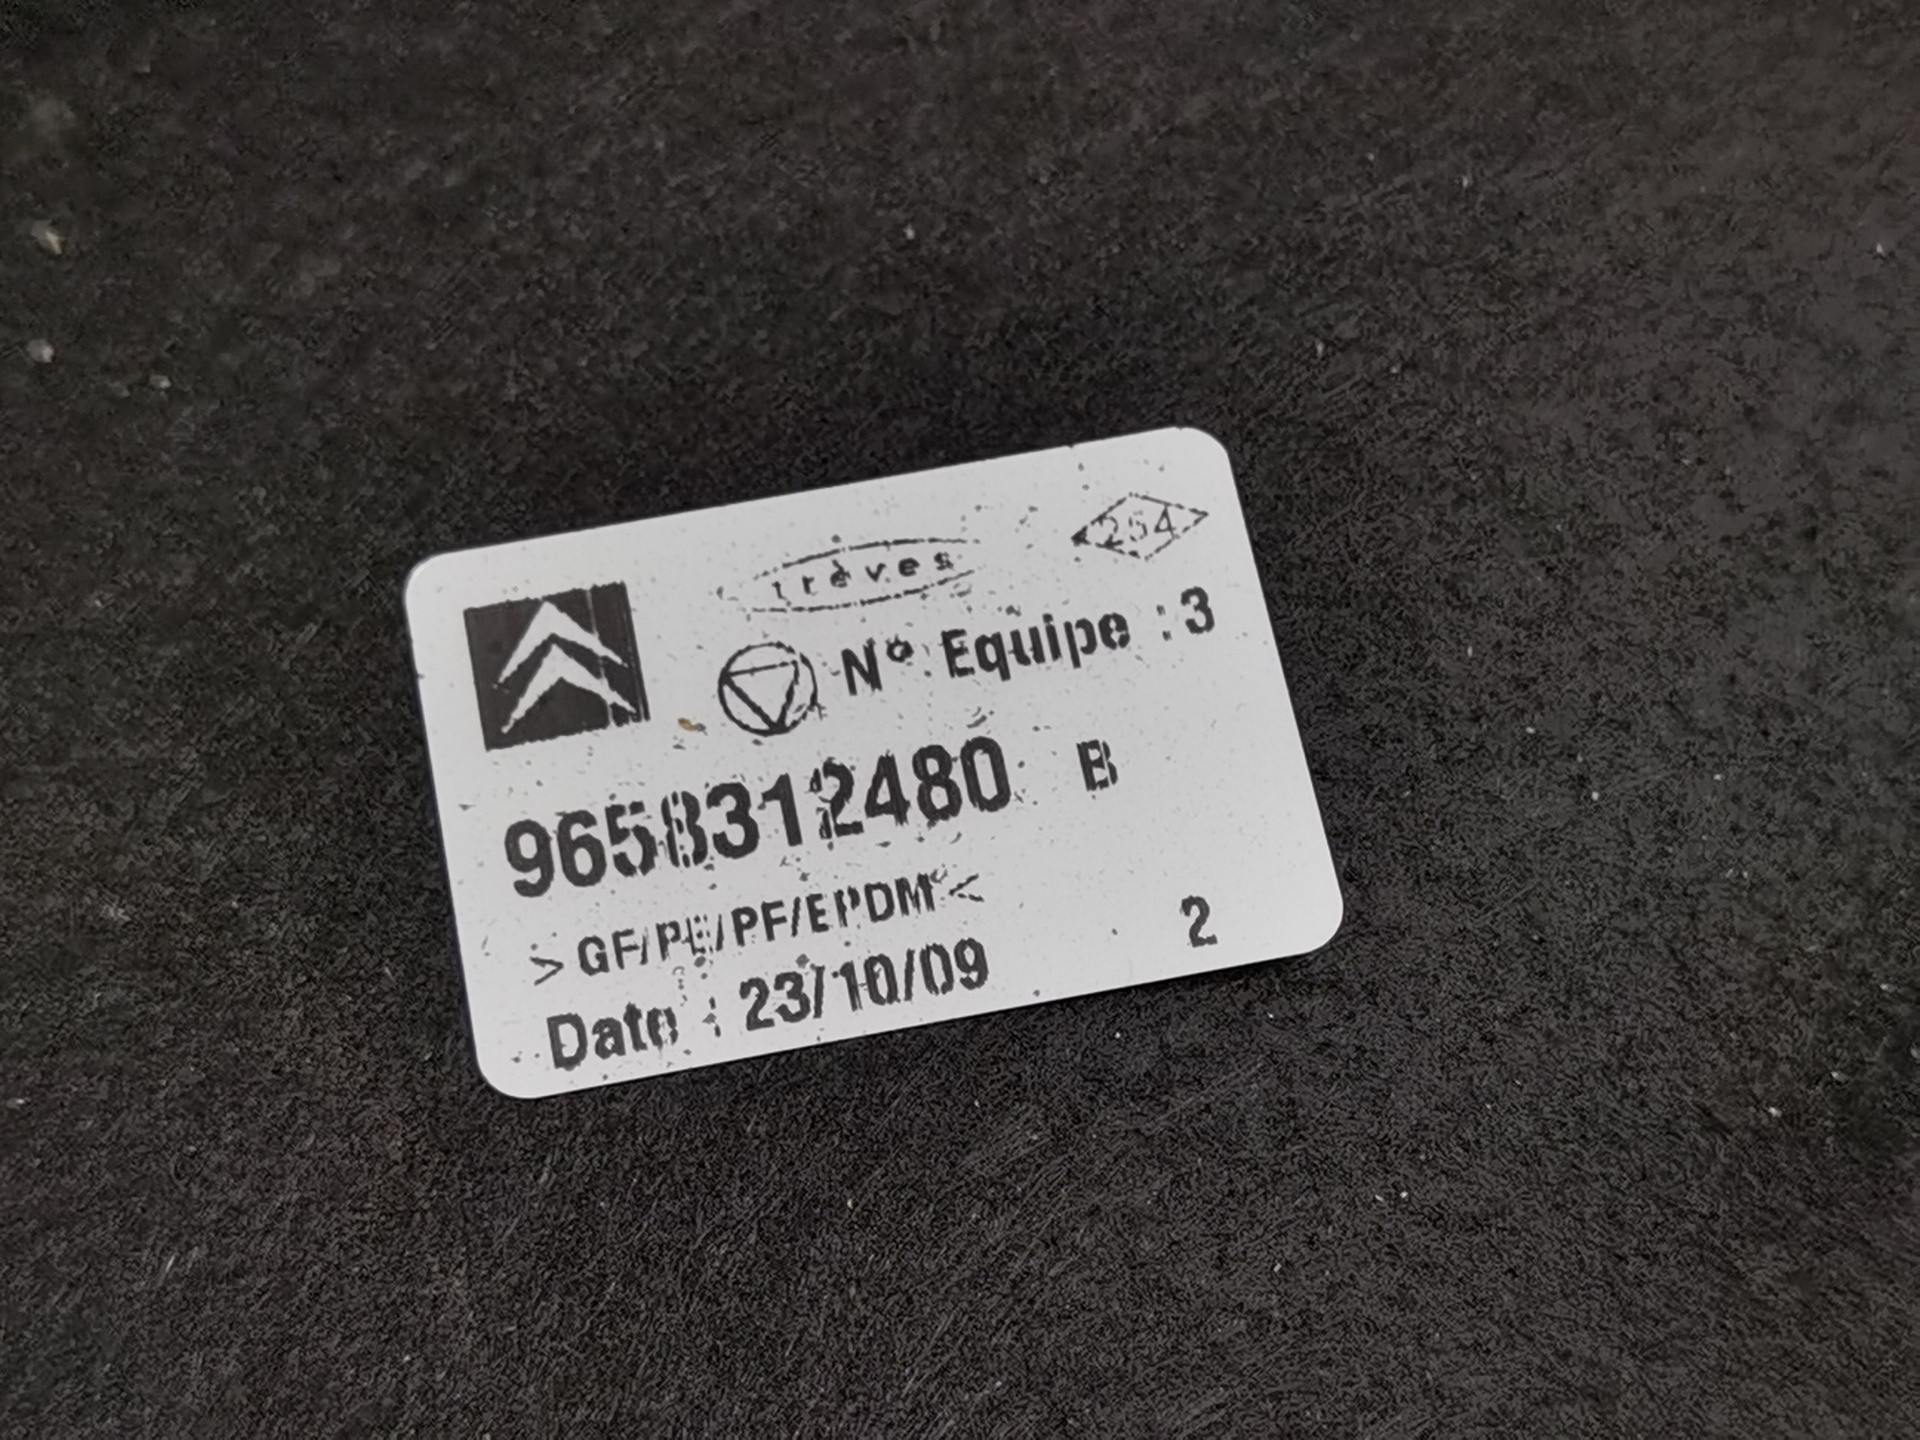 trèves
254
N° Equipe : 3
9658312480 B
>GF/PE/PF/EPDM<
Date : 23/10/09 2